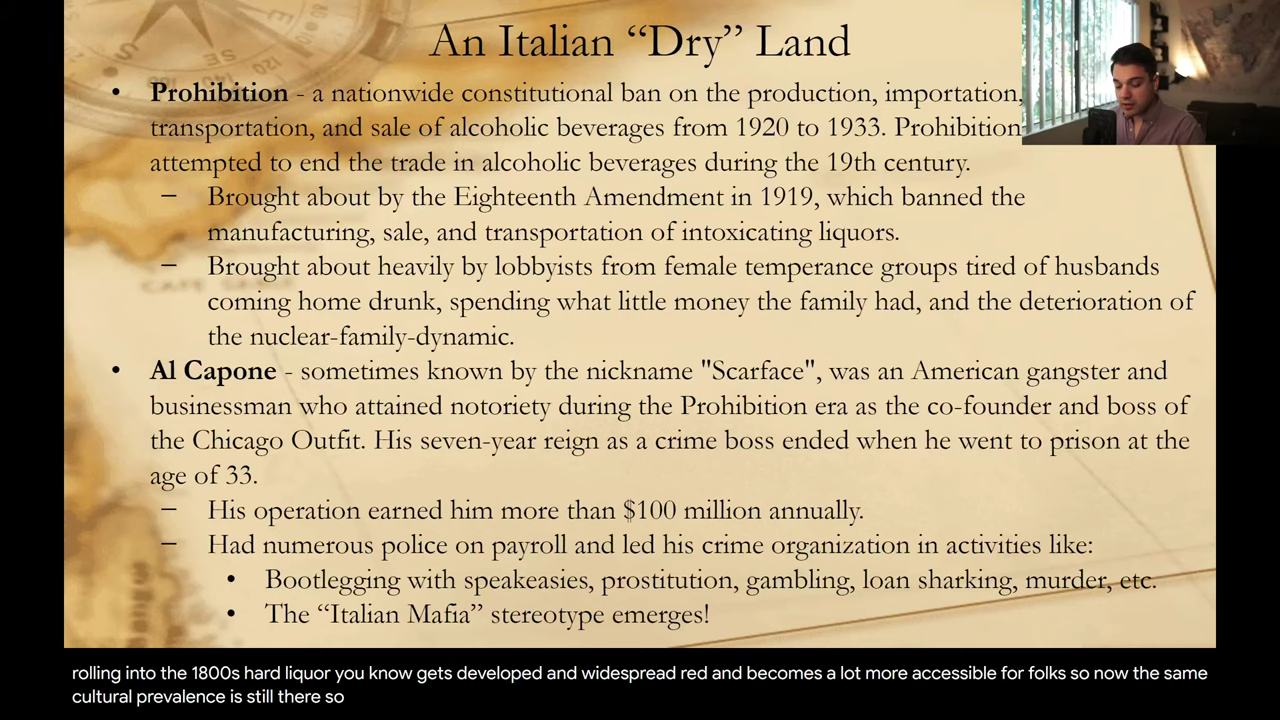 An Italian “Dry” Land
• Prohibition - a nationwide constitutional ban on the production, importation,
transportation, and sale of alcoholic beverages from 1920 to 1933. Prohibition
attempted to end the trade in alcoholic beverages during the 19th century.
– Brought about by the Eighteenth Amendment in 1919, which banned the
manufacturing, sale, and transportation of intoxicating liquors.
– Brought about heavily by lobbyists from female temperance groups tired of husbands
coming home drunk, spending what little money the family had, and the deterioration of
the nuclear-family-dynamic.
• Al Capone - sometimes known by the nickname "Scarface", was an American gangster and
businessman who attained notoriety during the Prohibition era as the co-founder and boss of
the Chicago Outfit. His seven-year reign as a crime boss ended when he went to prison at the
age of 33.
– His operation earned him more than $100 million annually.
– Had numerous police on payroll and led his crime organization in activities like:
• Bootlegging with speakeasies, prostitution, gambling, loan sharking, murder, etc.
• The “Italian Mafia” stereotype emerges!
rolling into the 1800s hard liquor you know gets developed and widespread red and becomes a lot more accessible for folks so now the same
cultural prevalence is still there so